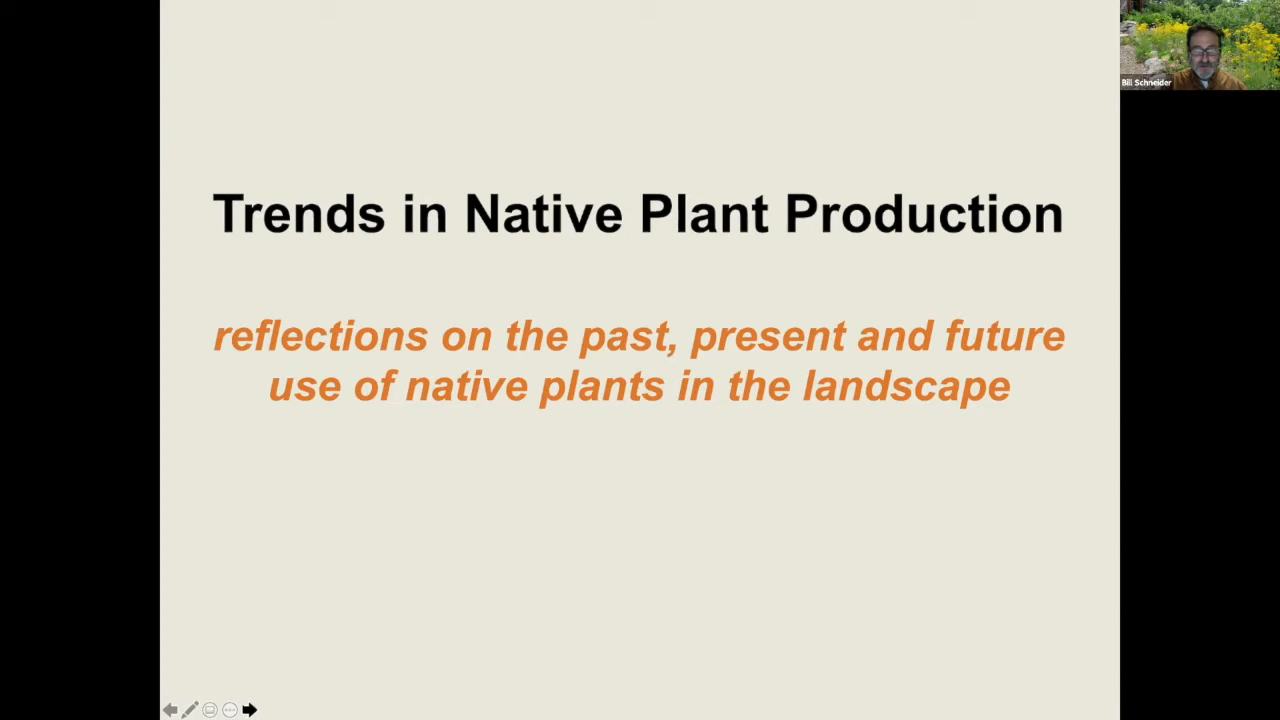 Bill Schneider
Trends in Native Plant Production
reflections on the past, present and future
use of native plants in the landscape